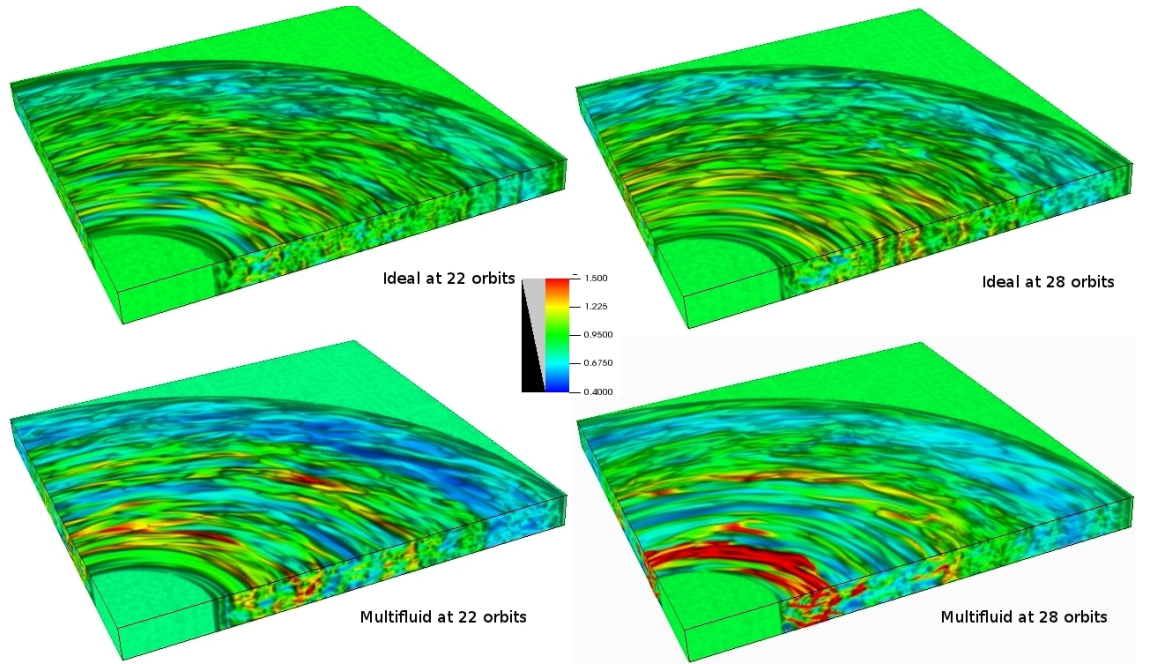 Ideal at 22 orbits
Ideal at 28 orbits
1.500
1.225
0.9500
0.6750
0.4000
Multifluid at 22 orbits
Multifluid at 28 orbits